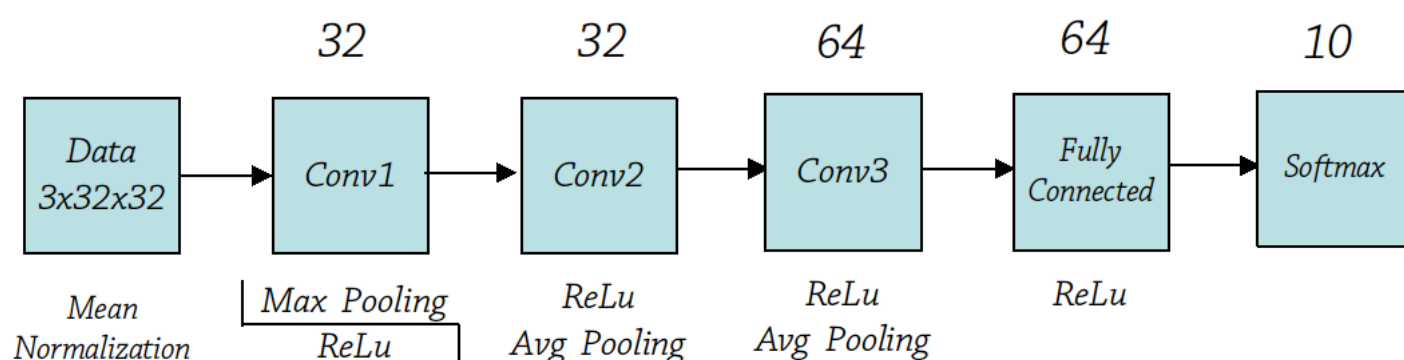 32
32
64
64
10
Data
3x32x32
Conv1
Conv2
Conv3
Fully
Connected
Softmax
Mean
Normalization
Max Pooling
ReLu
ReLu
Avg Pooling
ReLu
Avg Pooling
ReLu